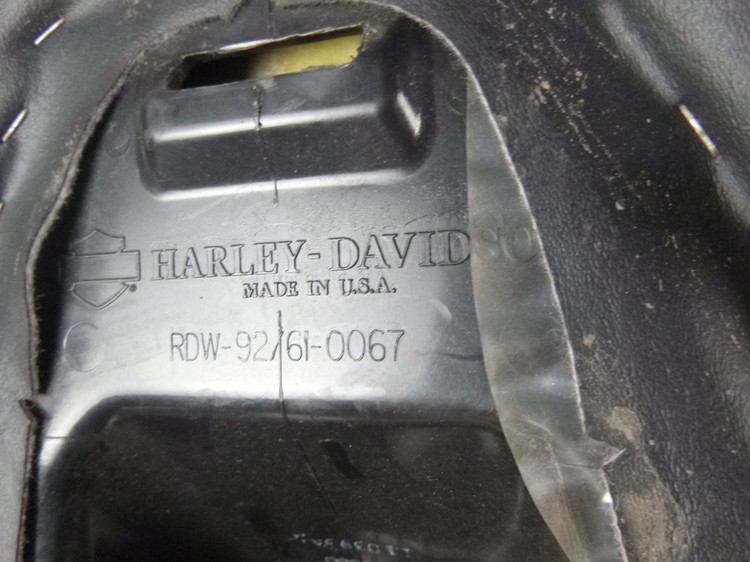 HARLEY-DAVIDSO
MADE IN U.S.A.
RDW-92/61-0067